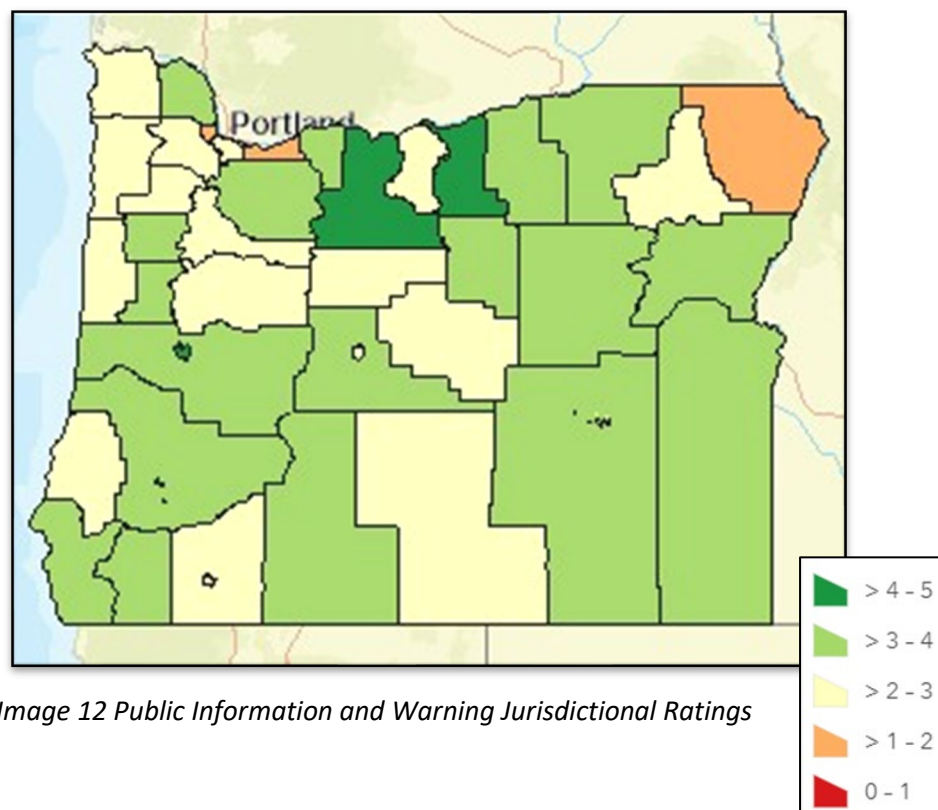 Portland
Image 12 Public Information and Warning Jurisdictional Ratings
> 4 - 5
> 3 - 4
> 2 - 3
> 1 - 2
0 - 1